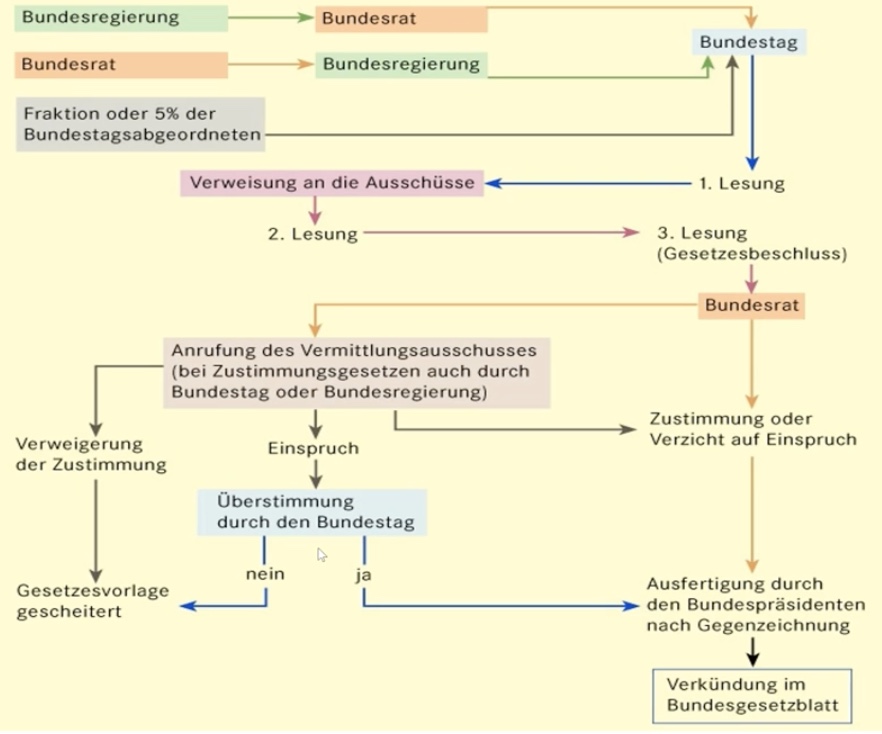 Bundesregierung
Bundesrat
Bundestag
Bundesrat
Bundesregierung
Fraktion oder 5% der
Bundestagsabgeordneten
Verweisung an die Ausschüsse
1. Lesung
2. Lesung
3. Lesung
(Gesetzesbeschluss)
Bundesrat
Anrufung des Vermittlungsausschusses
(bei Zustimmungsgesetzen auch durch
Bundestag oder Bundesregierung)
Zustimmung oder
Verzicht auf Einspruch
Verweigerung
der Zustimmung
Einspruch
Überstimmung
durch den Bundestag
nein
ja
Gesetzesvorlage
gescheitert
Ausfertigung durch
den Bundespräsidenten
nach Gegenzeichnung
Verkündung im
Bundesgesetzblatt